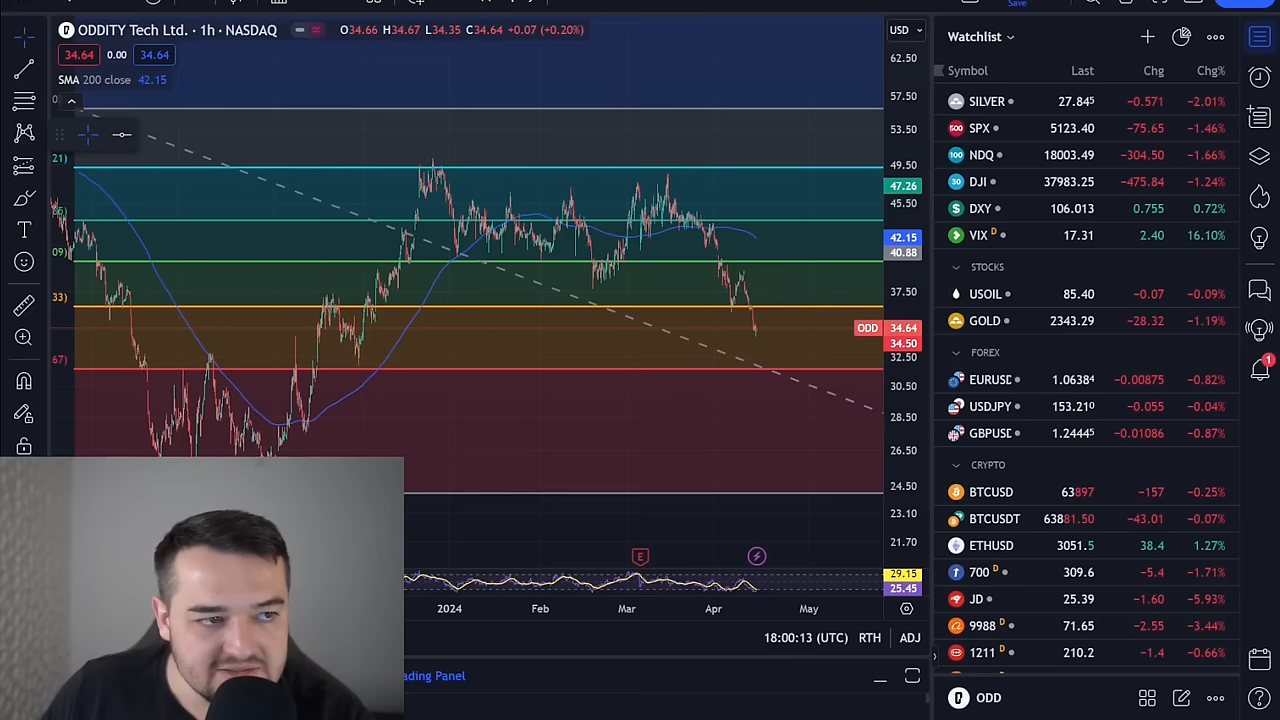 Save
ODDITY Tech Ltd. · 1h · NASDAQ O34.66 H34.67 L34.35 C34.64 +0.07 (+0.20%)
34.64 0.00 34.64
SMA 200 close 42.15
USD
62.50
57.50
53.50
49.50
47.26
45.50
42.15
40.88
37.50
ODD 34.64
34.50
32.50
30.50
28.50
26.50
24.50
23.10
21.70
29.15
25.45
21)
09)
33)
67)
E
2024 Feb Mar Apr May
18:00:13 (UTC) RTH ADJ
ading Panel
Watchlist
Symbol Last Chg Chg%
SILVER 27.845 −0.571 −2.01%
SPX 5123.40 −75.65 −1.46%
NDQ 18003.49 −304.50 −1.66%
DJI 37983.25 −475.84 −1.24%
DXY 106.013 0.755 0.72%
VIX D 17.31 2.40 16.10%
STOCKS
USOIL 85.40 −0.07 −0.09%
GOLD 2343.29 −28.32 −1.19%
FOREX
EURUSD 1.06384 −0.00875 −0.82%
USDJPY 153.210 −0.055 −0.04%
GBPUSD 1.24445 −0.01086 −0.87%
CRYPTO
BTCUSD 63897 −157 −0.25%
BTCUSDT 63881.50 −43.01 −0.07%
ETHUSD 3051.5 38.4 1.27%
700 D 309.6 −5.4 −1.71%
JD 25.39 −1.60 −5.93%
9988 D 71.65 −2.55 −3.44%
1211 D 210.2 −1.4 −0.66%
ODD
1